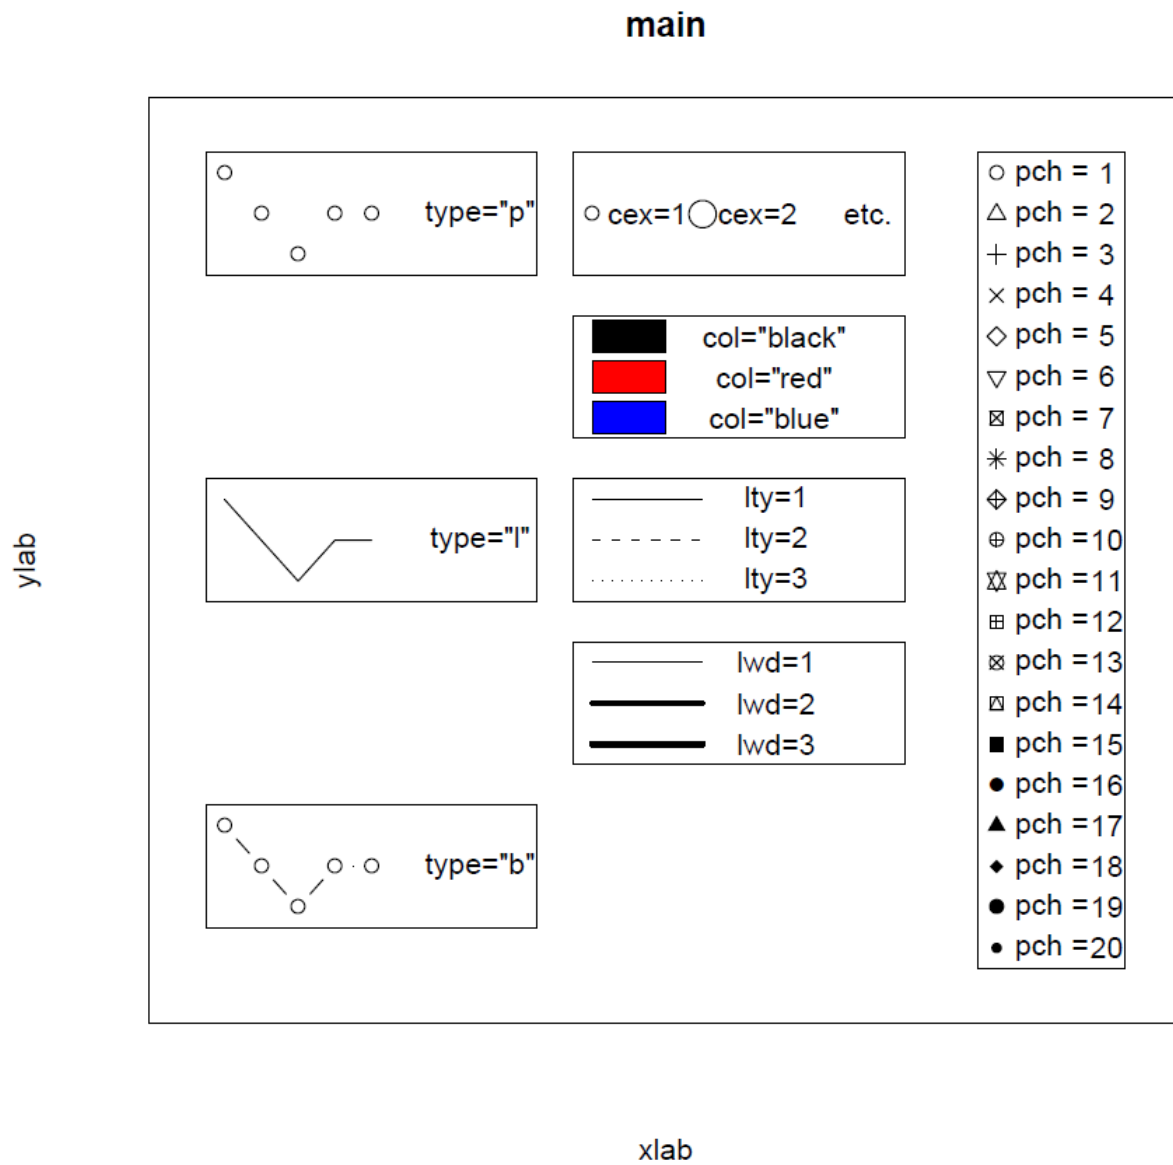 main
type="p"
cex=1 cex=2 etc.
col="black"
col="red"
col="blue"
type="l"
lty=1
lty=2
lty=3
lwd=1
lwd=2
lwd=3
type="b"
pch = 1
pch = 2
pch = 3
pch = 4
pch = 5
pch = 6
pch = 7
pch = 8
pch = 9
pch =10
pch =11
pch =12
pch =13
pch =14
pch =15
pch =16
pch =17
pch =18
pch =19
pch =20
ylab
xlab